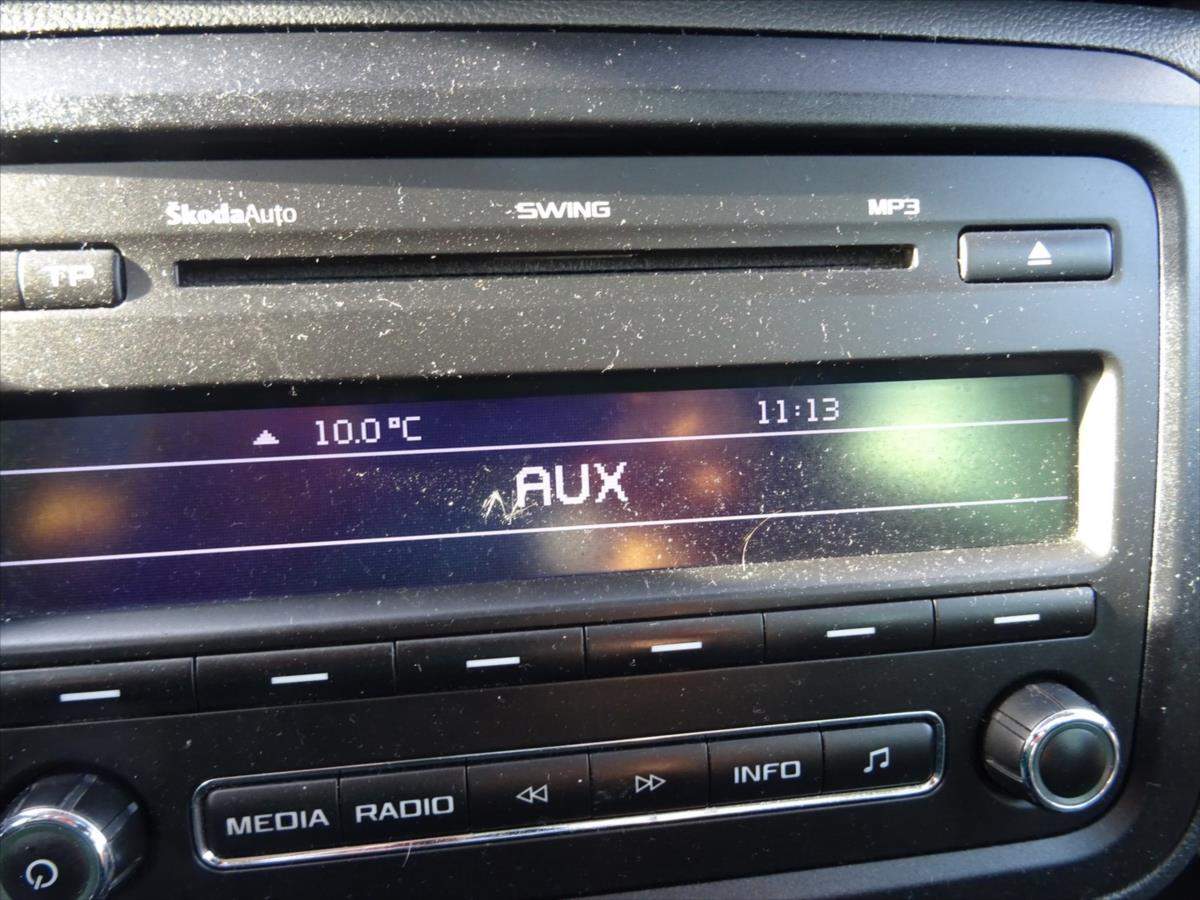 ŠkodaAuto SWING MP3
TP
10.0°C 11:13
AUX
MEDIA RADIO INFO